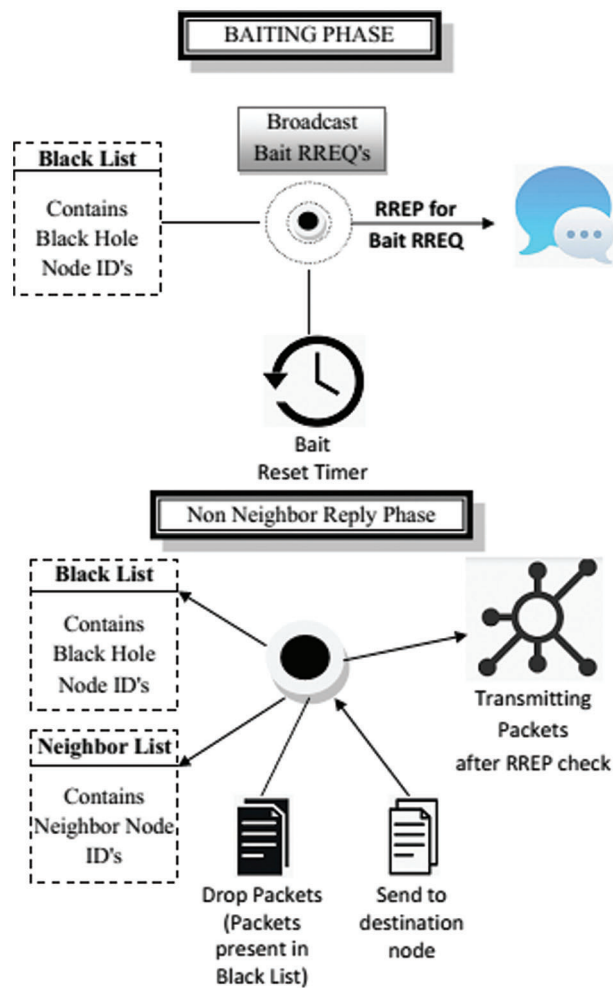 BAITING PHASE
Broadcast
Bait RREQ's
Black List
Contains
Black Hole
Node ID's
RREP for
Bait RREQ
Bait
Reset Timer
Non Neighbor Reply Phase
Black List
Contains
Black Hole
Node ID's
Neighbor List
Contains
Neighbor Node
ID's
Transmitting
Packets
after RREP check
Drop Packets
(Packets
present in
Black List)
Send to
destination
node